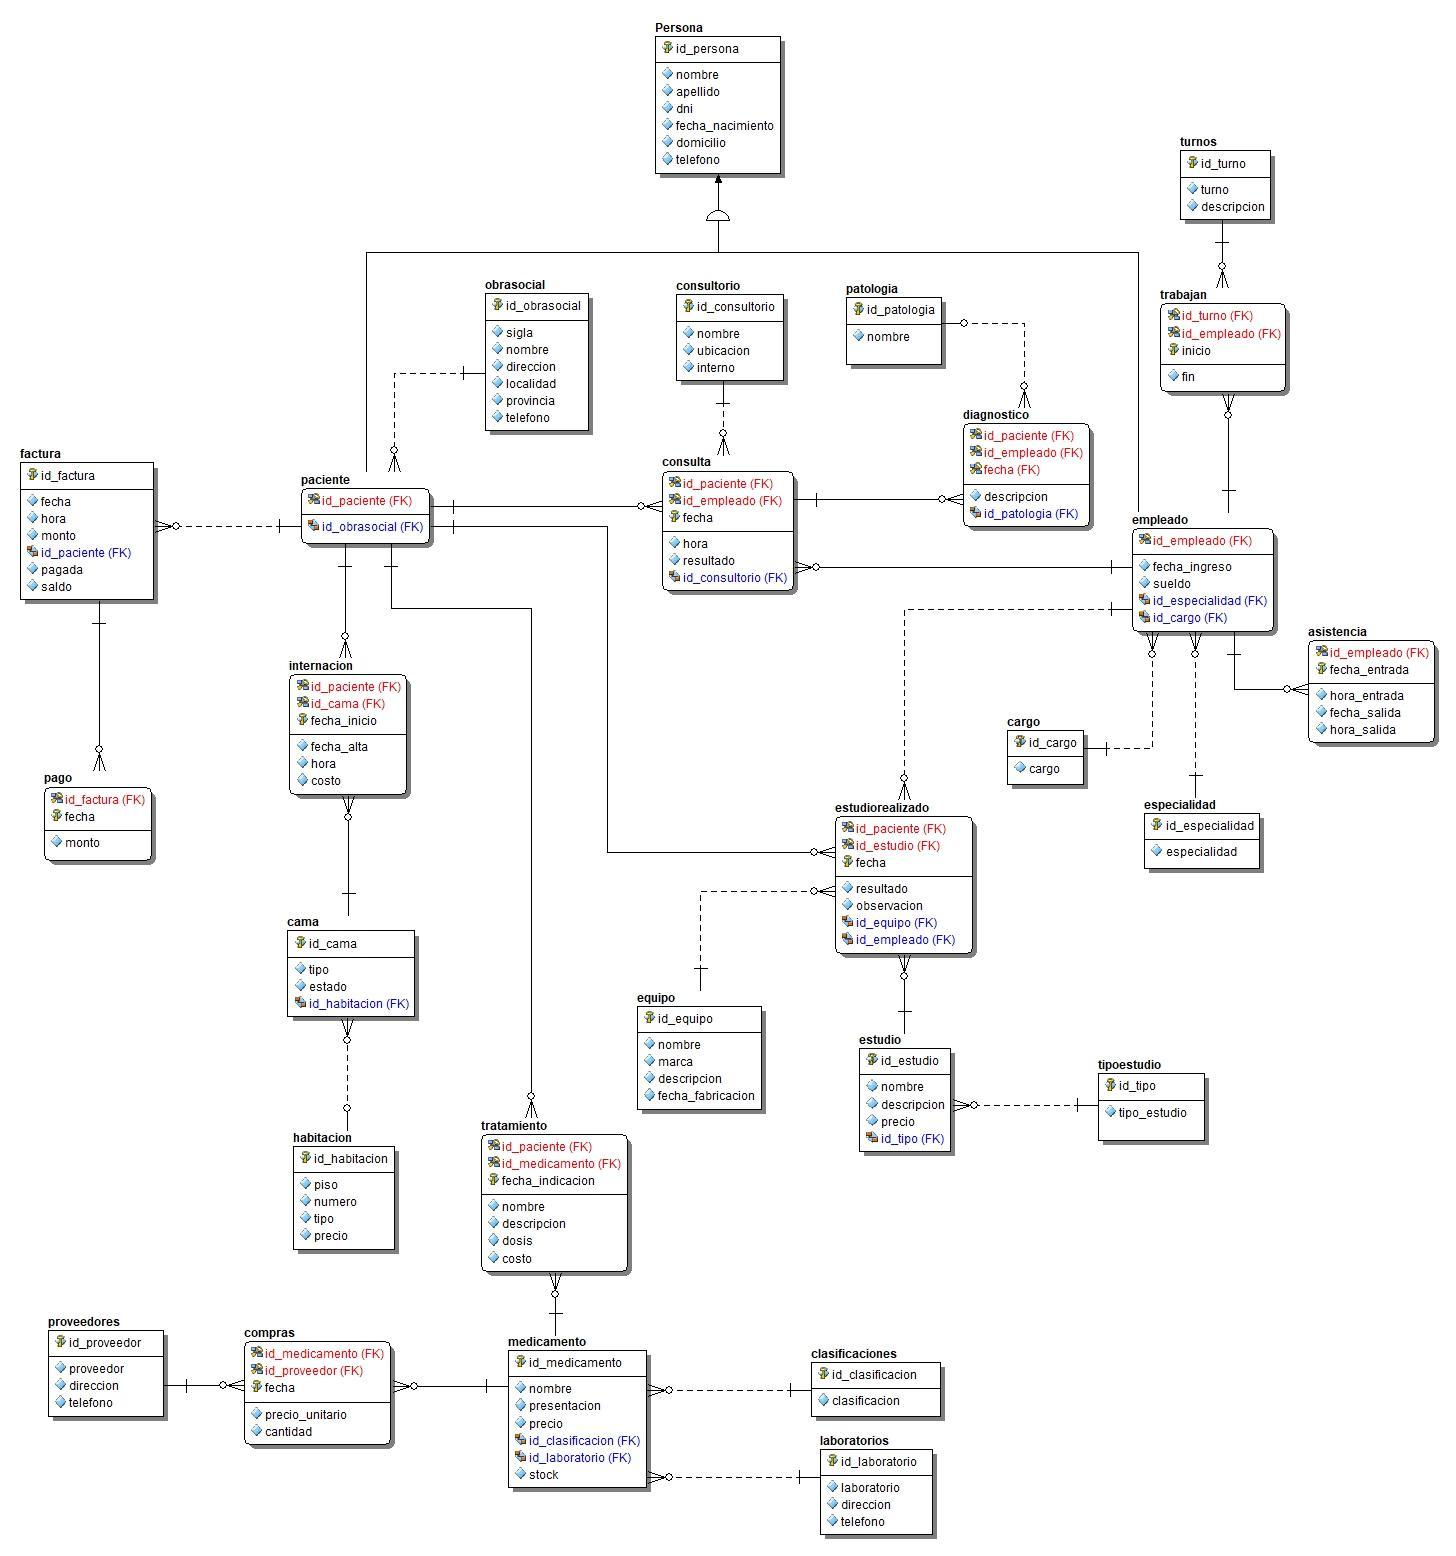 Persona
id_persona
nombre
apellido
dni
fecha_nacimiento
domicilio
telefono
turnos
id_turno
turno
descripcion
obrasocial
id_obrasocial
sigla
nombre
direccion
localidad
provincia
telefono
consultorio
id_consultorio
nombre
ubicacion
interno
patologia
id_patologia
nombre
trabajan
id_turno (FK)
id_empleado (FK)
inicio
fin
diagnostico
id_paciente (FK)
id_empleado (FK)
fecha (FK)
descripcion
id_patologia (FK)
factura
id_factura
fecha
hora
monto
id_paciente (FK)
pagada
saldo
paciente
id_paciente (FK)
id_obrasocial (FK)
consulta
id_paciente (FK)
id_empleado (FK)
fecha
hora
resultado
id_consultorio (FK)
empleado
id_empleado (FK)
fecha_ingreso
sueldo
id_especialidad (FK)
id_cargo (FK)
asistencia
id_empleado (FK)
fecha_entrada
hora_entrada
fecha_salida
hora_salida
internacion
id_paciente (FK)
id_cama (FK)
fecha_inicio
fecha_alta
hora
costo
cargo
id_cargo
cargo
pago
id_factura (FK)
fecha
monto
estudiorealizado
id_paciente (FK)
id_estudio (FK)
fecha
resultado
observacion
id_equipo (FK)
id_empleado (FK)
especialidad
id_especialidad
especialidad
cama
id_cama
tipo
estado
id_habitacion (FK)
equipo
id_equipo
nombre
marca
descripcion
fecha_fabricacion
estudio
id_estudio
nombre
descripcion
precio
id_tipo (FK)
tipoestudio
id_tipo
tipo_estudio
habitacion
id_habitacion
piso
numero
tipo
precio
tratamiento
id_paciente (FK)
id_medicamento (FK)
fecha_indicacion
nombre
descripcion
dosis
costo
proveedores
id_proveedor
proveedor
direccion
telefono
compras
id_medicamento (FK)
id_proveedor (FK)
fecha
precio_unitario
cantidad
medicamento
id_medicamento
nombre
presentacion
precio
id_clasificacion (FK)
id_laboratorio (FK)
stock
clasificaciones
id_clasificacion
clasificacion
laboratorios
id_laboratorio
laboratorio
direccion
telefono